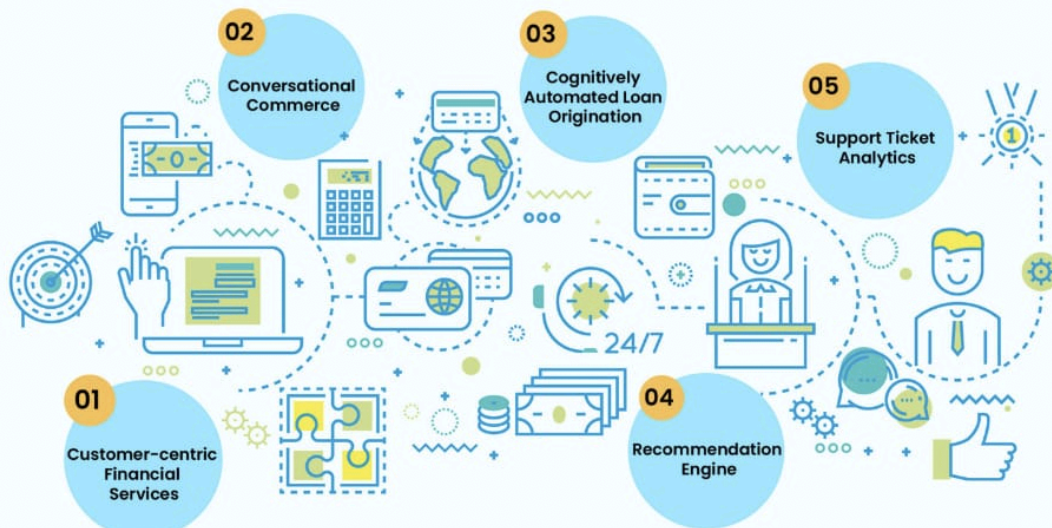 02
Conversational
Commerce
03
Cognitively
Automated Loan
Origination
05
Support Ticket
Analytics
1
0
24/7
01
Customer-centric
Financial
Services
04
Recommendation
Engine